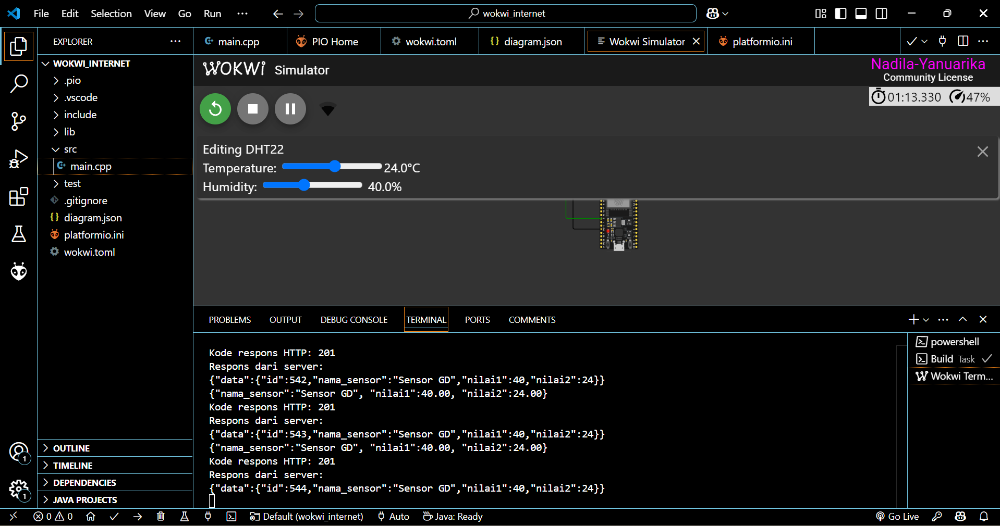 File Edit Selection View Go Run ···
wokwi_internet
EXPLORER
main.cpp
PIO Home
wokwi.toml
diagram.json
Wokwi Simulator
platformio.ini
WOKWI_INTERNET
.pio
.vscode
include
lib
src
main.cpp
test
.gitignore
diagram.json
platformio.ini
wokwi.toml
OUTLINE
TIMELINE
DEPENDENCIES
JAVA PROJECTS
WOKWi Simulator
Nadila-Yanuarika
Community License
01:13.330 47%
Editing DHT22
Temperature: 24.0°C
Humidity: 40.0%
PROBLEMS OUTPUT DEBUG CONSOLE TERMINAL PORTS COMMENTS
Kode respons HTTP: 201
Respons dari server:
{"data":{"id":542,"nama_sensor":"Sensor GD","nilai1":40,"nilai2":24}}
{"nama_sensor":"Sensor GD", "nilai1":40.00, "nilai2":24.00}
Kode respons HTTP: 201
Respons dari server:
{"data":{"id":543,"nama_sensor":"Sensor GD","nilai1":40,"nilai2":24}}
{"nama_sensor":"Sensor GD", "nilai1":40.00, "nilai2":24.00}
Kode respons HTTP: 201
Respons dari server:
{"data":{"id":544,"nama_sensor":"Sensor GD","nilai1":40,"nilai2":24}}
powershell
Build Task
Wokwi Term...
1
1
0 0
Default (wokwi_internet)
Auto
Java: Ready
Go Live